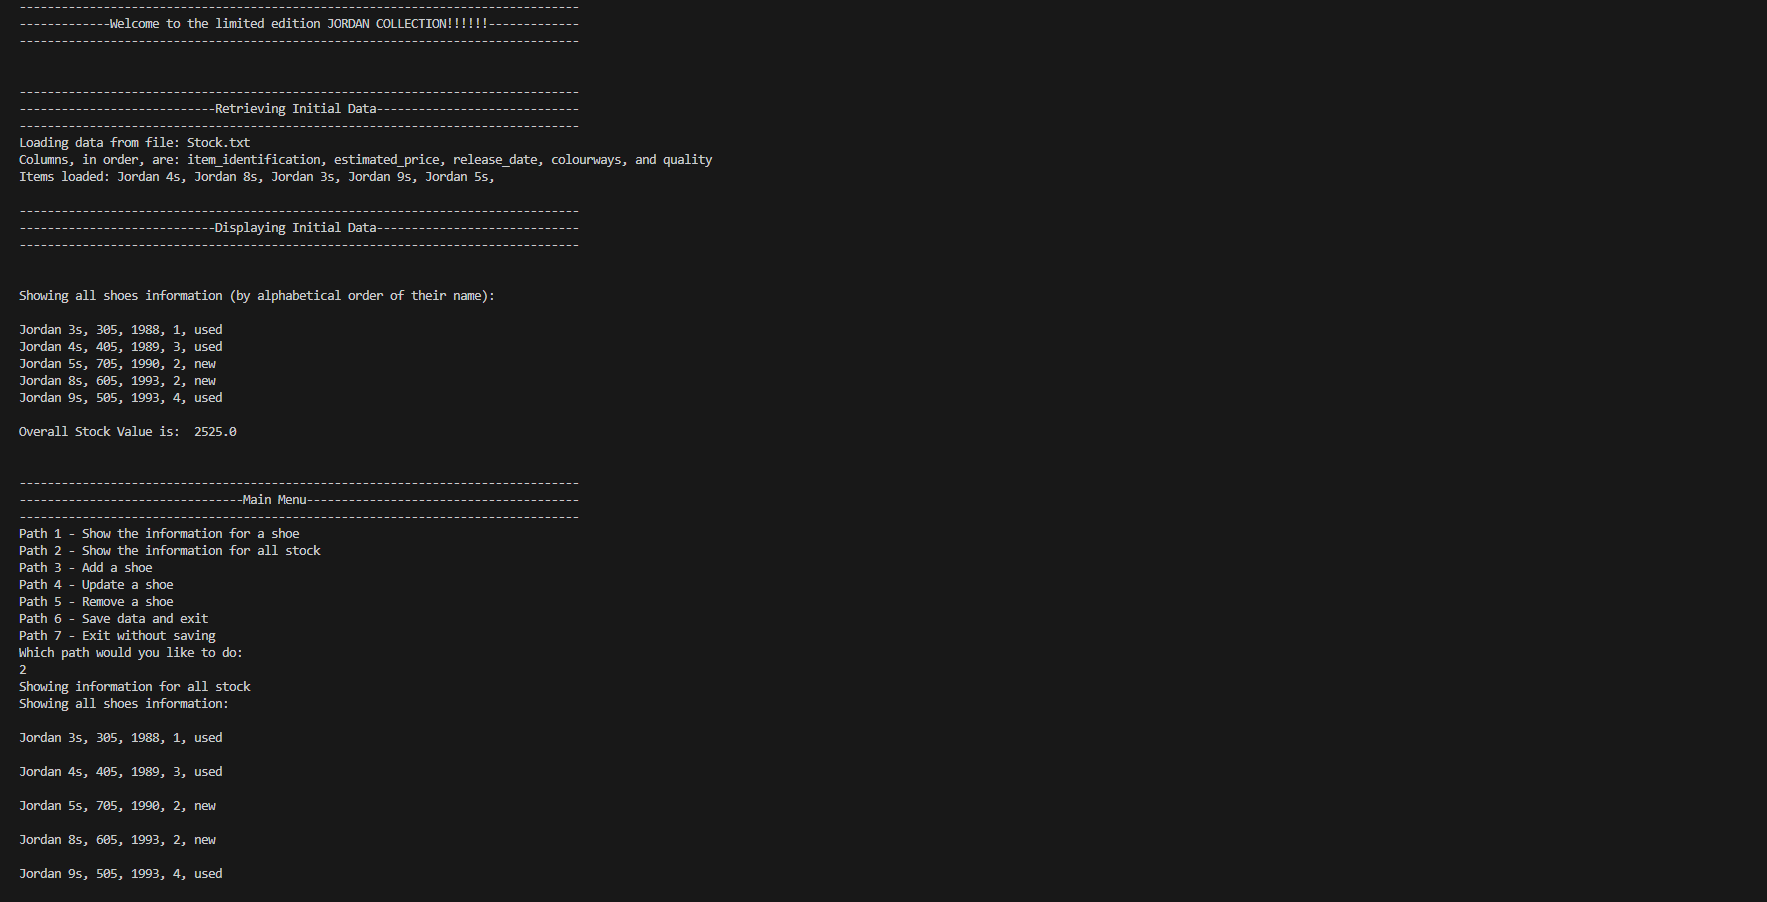 --------------------------------------------------------------------------------
-------------Welcome to the limited edition JORDAN COLLECTION!!!!!!-------------
--------------------------------------------------------------------------------
--------------------------------------------------------------------------------
----------------------------Retrieving Initial Data-----------------------------
--------------------------------------------------------------------------------
Loading data from file: Stock.txt
Columns, in order, are: item_identification, estimated_price, release_date, colourways, and quality
Items loaded: Jordan 4s, Jordan 8s, Jordan 3s, Jordan 9s, Jordan 5s,
--------------------------------------------------------------------------------
----------------------------Displaying Initial Data-----------------------------
--------------------------------------------------------------------------------
Showing all shoes information (by alphabetical order of their name):
Jordan 3s, 305, 1988, 1, used
Jordan 4s, 405, 1989, 3, used
Jordan 5s, 705, 1990, 2, new
Jordan 8s, 605, 1993, 2, new
Jordan 9s, 505, 1993, 4, used
Overall Stock Value is:  2525.0
--------------------------------------------------------------------------------
--------------------------------Main Menu---------------------------------------
--------------------------------------------------------------------------------
Path 1 - Show the information for a shoe
Path 2 - Show the information for all stock
Path 3 - Add a shoe
Path 4 - Update a shoe
Path 5 - Remove a shoe
Path 6 - Save data and exit
Path 7 - Exit without saving
Which path would you like to do:
2
Showing information for all stock
Showing all shoes information:
Jordan 3s, 305, 1988, 1, used
Jordan 4s, 405, 1989, 3, used
Jordan 5s, 705, 1990, 2, new
Jordan 8s, 605, 1993, 2, new
Jordan 9s, 505, 1993, 4, used